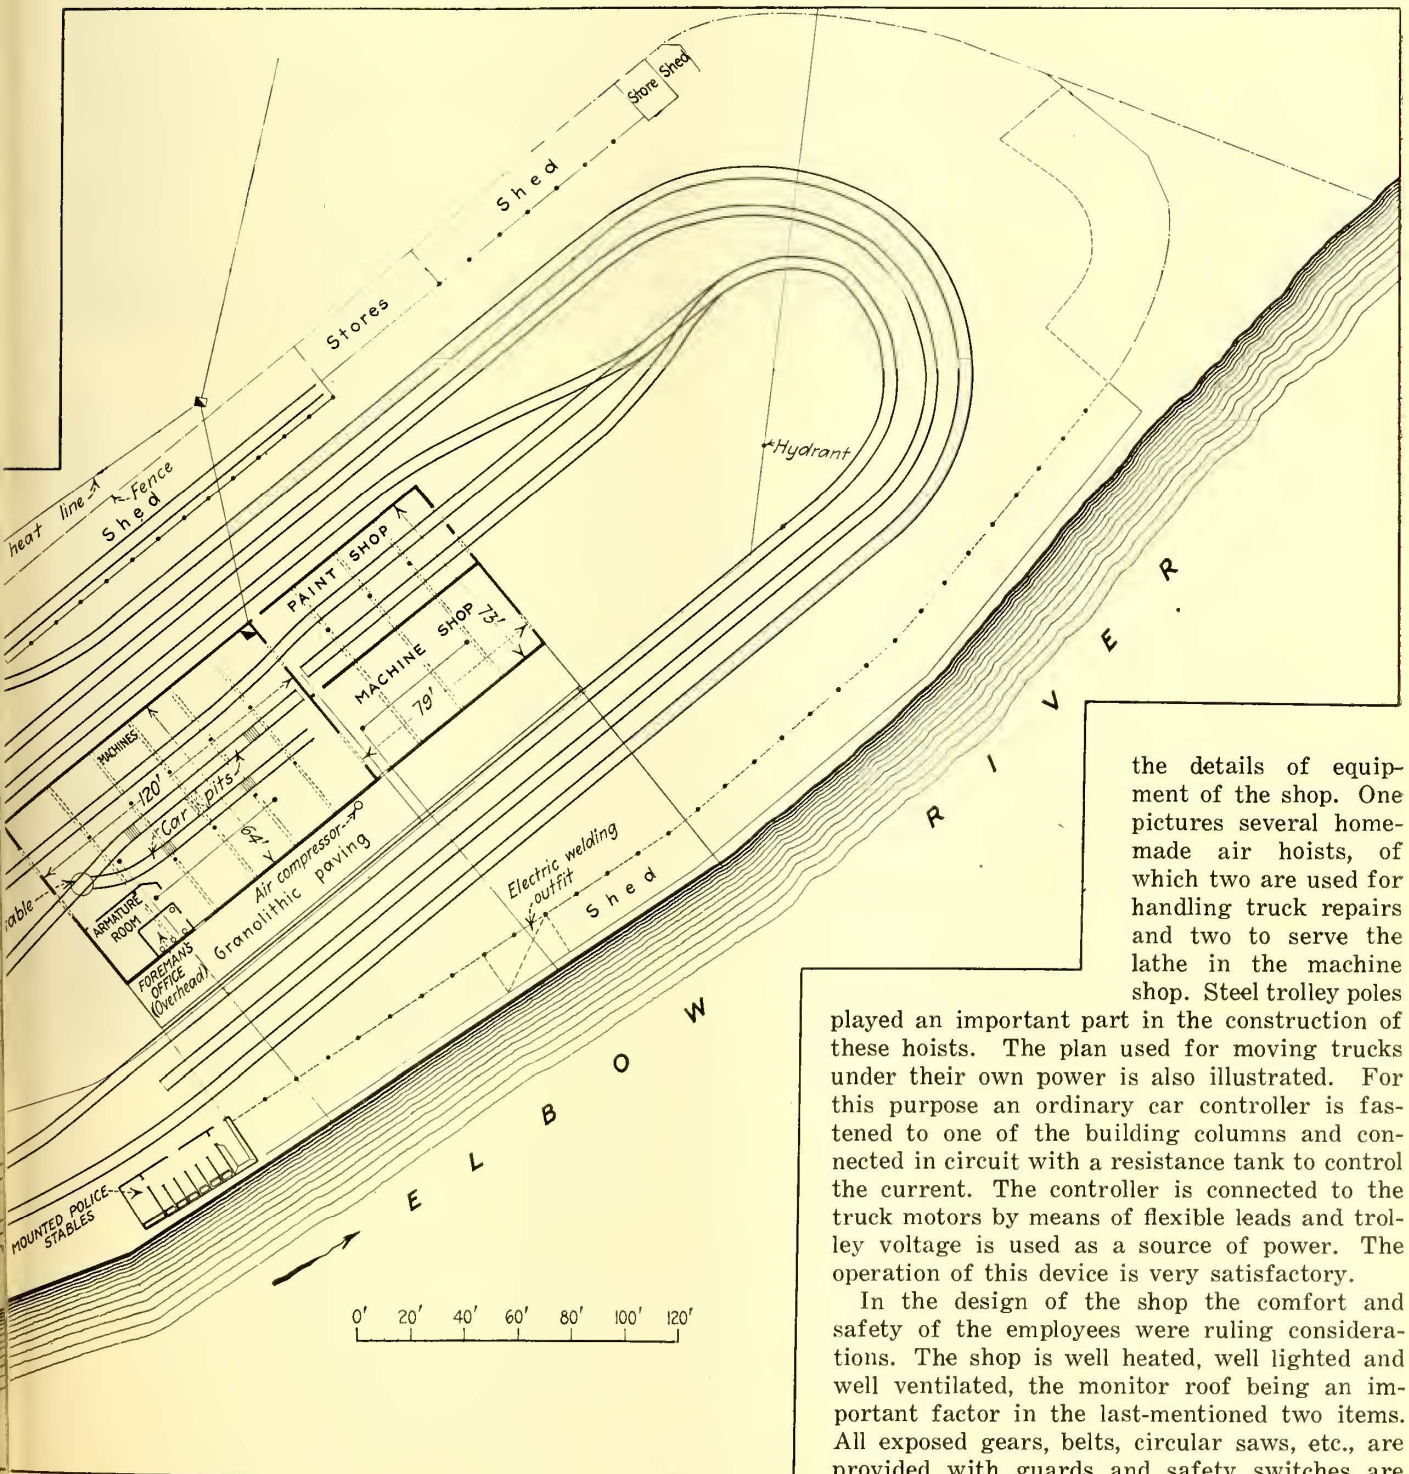 Store Shed
Shed
Stores
heat line
Fence
Shed
Hydrant
PAINT SHOP
MACHINE SHOP
73'
79'
MACHINES
120'
Car pits
64'
Air compressor
Granolithic paving
ARMATURE
ROOM
FOREMAN'S
OFFICE
(Overhead)
Electric welding
outfit
Shed
MOUNTED POLICE
STABLES
ELBOW RIVER
0' 20' 40' 60' 80' 100' 120'
the details of equip-
ment of the shop. One
pictures several home-
made air hoists, of
which two are used for
handling truck repairs
and two to serve the
lathe in the machine
shop. Steel trolley poles
played an important part in the construction of
these hoists. The plan used for moving trucks
under their own power is also illustrated. For
this purpose an ordinary car controller is fas-
tened to one of the building columns and con-
nected in circuit with a resistance tank to control
the current. The controller is connected to the
truck motors by means of flexible leads and trol-
ley voltage is used as a source of power. The
operation of this device is very satisfactory.
In the design of the shop the comfort and
safety of the employees were ruling considera-
tions. The shop is well heated, well lighted and
well ventilated, the monitor roof being an im-
portant factor in the last-mentioned two items.
All exposed gears, belts, circular saws, etc., are
provided with guards and safety switches are